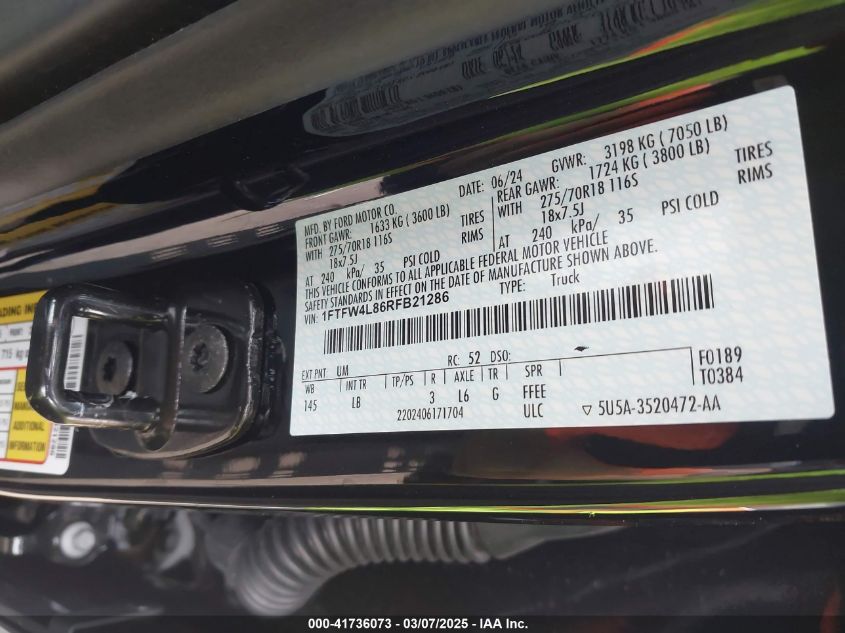 MFD. BY FORD MOTOR CO.
DATE: 06/24 GVWR: 3198 KG (7050 LB)
FRONT GAWR: 1633 KG (3600 LB)
REAR GAWR: 1724 KG (3800 LB)
WITH 275/70R18 116S TIRES
WITH 275/70R18 116S TIRES
18x7.5J RIMS
18x7.5J RIMS
AT 240 kPa/ 35 PSI COLD
AT 240 kPa/ 35 PSI COLD
THIS VEHICLE CONFORMS TO ALL APPLICABLE FEDERAL MOTOR VEHICLE
SAFETY STANDARDS IN EFFECT ON THE DATE OF MANUFACTURE SHOWN ABOVE.
VIN: 1FTFW4L86RFB21286 TYPE: Truck
EXT PNT UM RC: 52 DSO: F0189
WB INT TR TP/PS R AXLE TR SPR T0384
145 LB 3 L6 G FFEE
2202406171704 ULC ▽ 5U5A-3520472-AA
715 kg
000-41736073 - 03/07/2025 - IAA Inc.